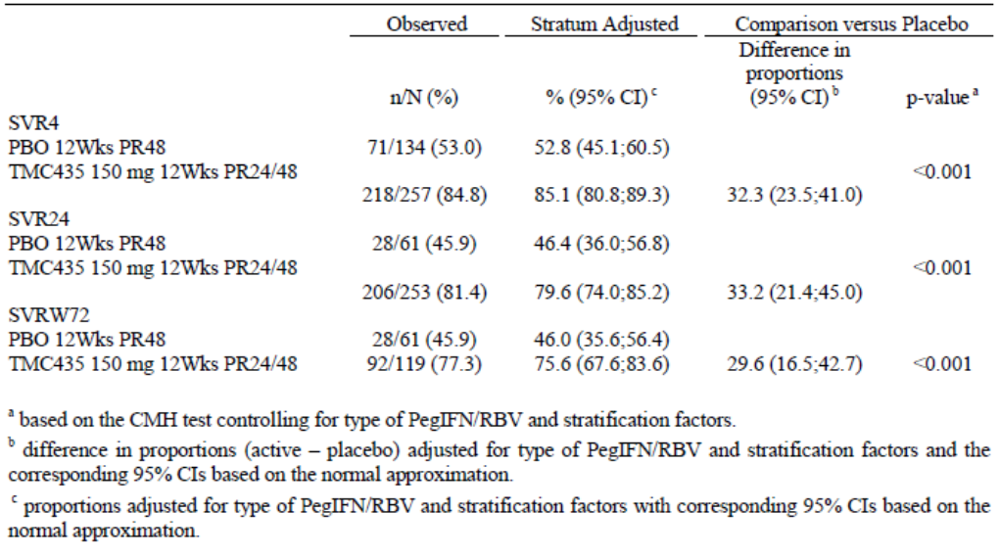 Observed Stratum Adjusted Comparison versus Placebo
Difference in
proportions
n/N (%) % (95% CI) c (95% CI) b p-value a
SVR4
PBO 12Wks PR48 71/134 (53.0) 52.8 (45.1;60.5)
TMC435 150 mg 12Wks PR24/48 <0.001
218/257 (84.8) 85.1 (80.8;89.3) 32.3 (23.5;41.0)
SVR24
PBO 12Wks PR48 28/61 (45.9) 46.4 (36.0;56.8)
TMC435 150 mg 12Wks PR24/48 <0.001
206/253 (81.4) 79.6 (74.0;85.2) 33.2 (21.4;45.0)
SVRW72
PBO 12Wks PR48 28/61 (45.9) 46.0 (35.6;56.4)
TMC435 150 mg 12Wks PR24/48 92/119 (77.3) 75.6 (67.6;83.6) 29.6 (16.5;42.7) <0.001
a based on the CMH test controlling for type of PegIFN/RBV and stratification factors.
b difference in proportions (active – placebo) adjusted for type of PegIFN/RBV and stratification factors and the
corresponding 95% CIs based on the normal approximation.
c proportions adjusted for type of PegIFN/RBV and stratification factors with corresponding 95% CIs based on the
normal approximation.